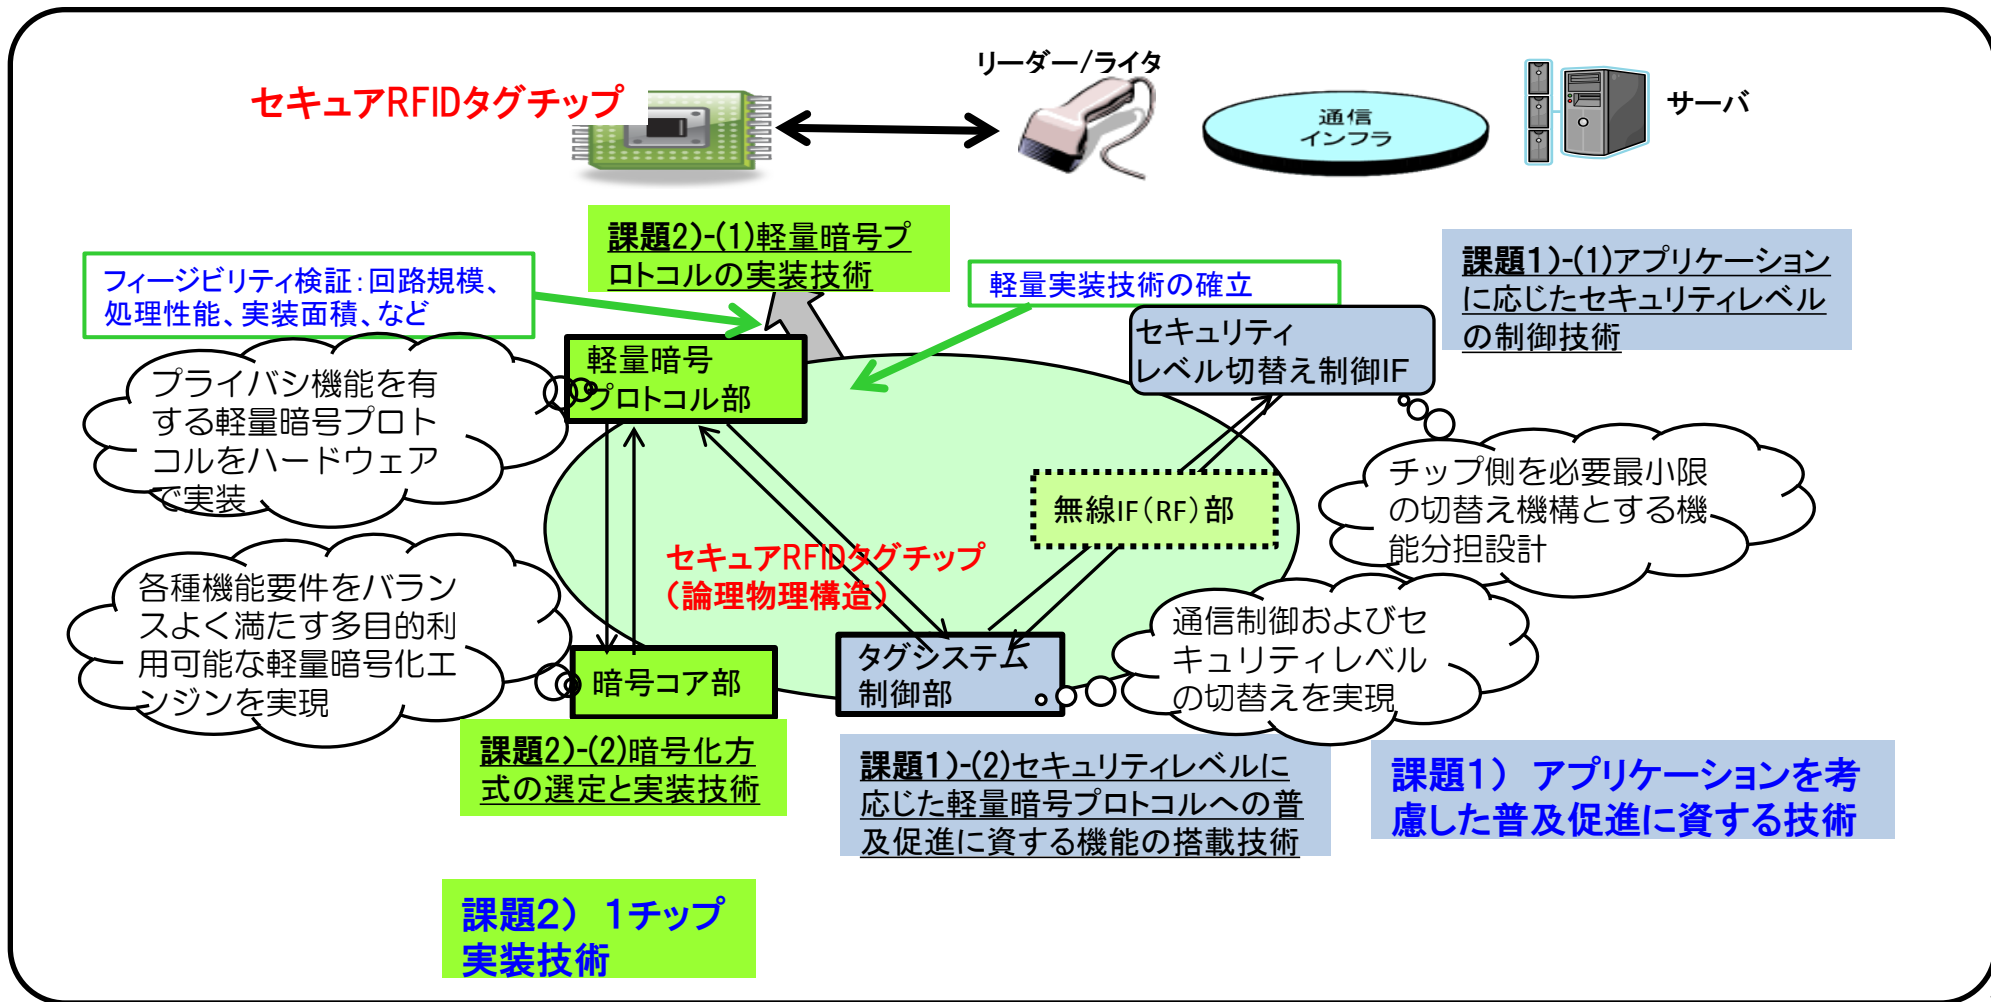 リーダー/ライタ
セキュアRFIDタグチップ
通信
インフラ
サーバ
課題2)-(1)軽量暗号プ
ロトコルの実装技術
フィージビリティ検証：回路規模、
処理性能、実装面積、など
軽量実装技術の確立
課題1)-(1)アプリケーション
に応じたセキュリティレベル
の制御技術
セキュリティ
レベル切替え制御IF
軽量暗号
プロトコル部
プライバシ機能を有
する軽量暗号プロト
コルをハードウェア
で実装
チップ側を必要最小限
の切替え機構とする機
能分担設計
無線IF(RF)部
セキュアRFIDタグチップ
(論理物理構造)
各種機能要件をバラン
スよく満たす多目的利
用可能な軽量暗号化エ
ンジンを実現
通信制御およびセ
キュリティレベル
の切替えを実現
暗号コア部
タグシステム
制御部
課題2)-(2)暗号化方
式の選定と実装技術
課題1)-(2)セキュリティレベルに
応じた軽量暗号プロトコルへの普
及促進に資する機能の搭載技術
課題1) アプリケーションを考
慮した普及促進に資する技術
課題2) 1チップ
実装技術